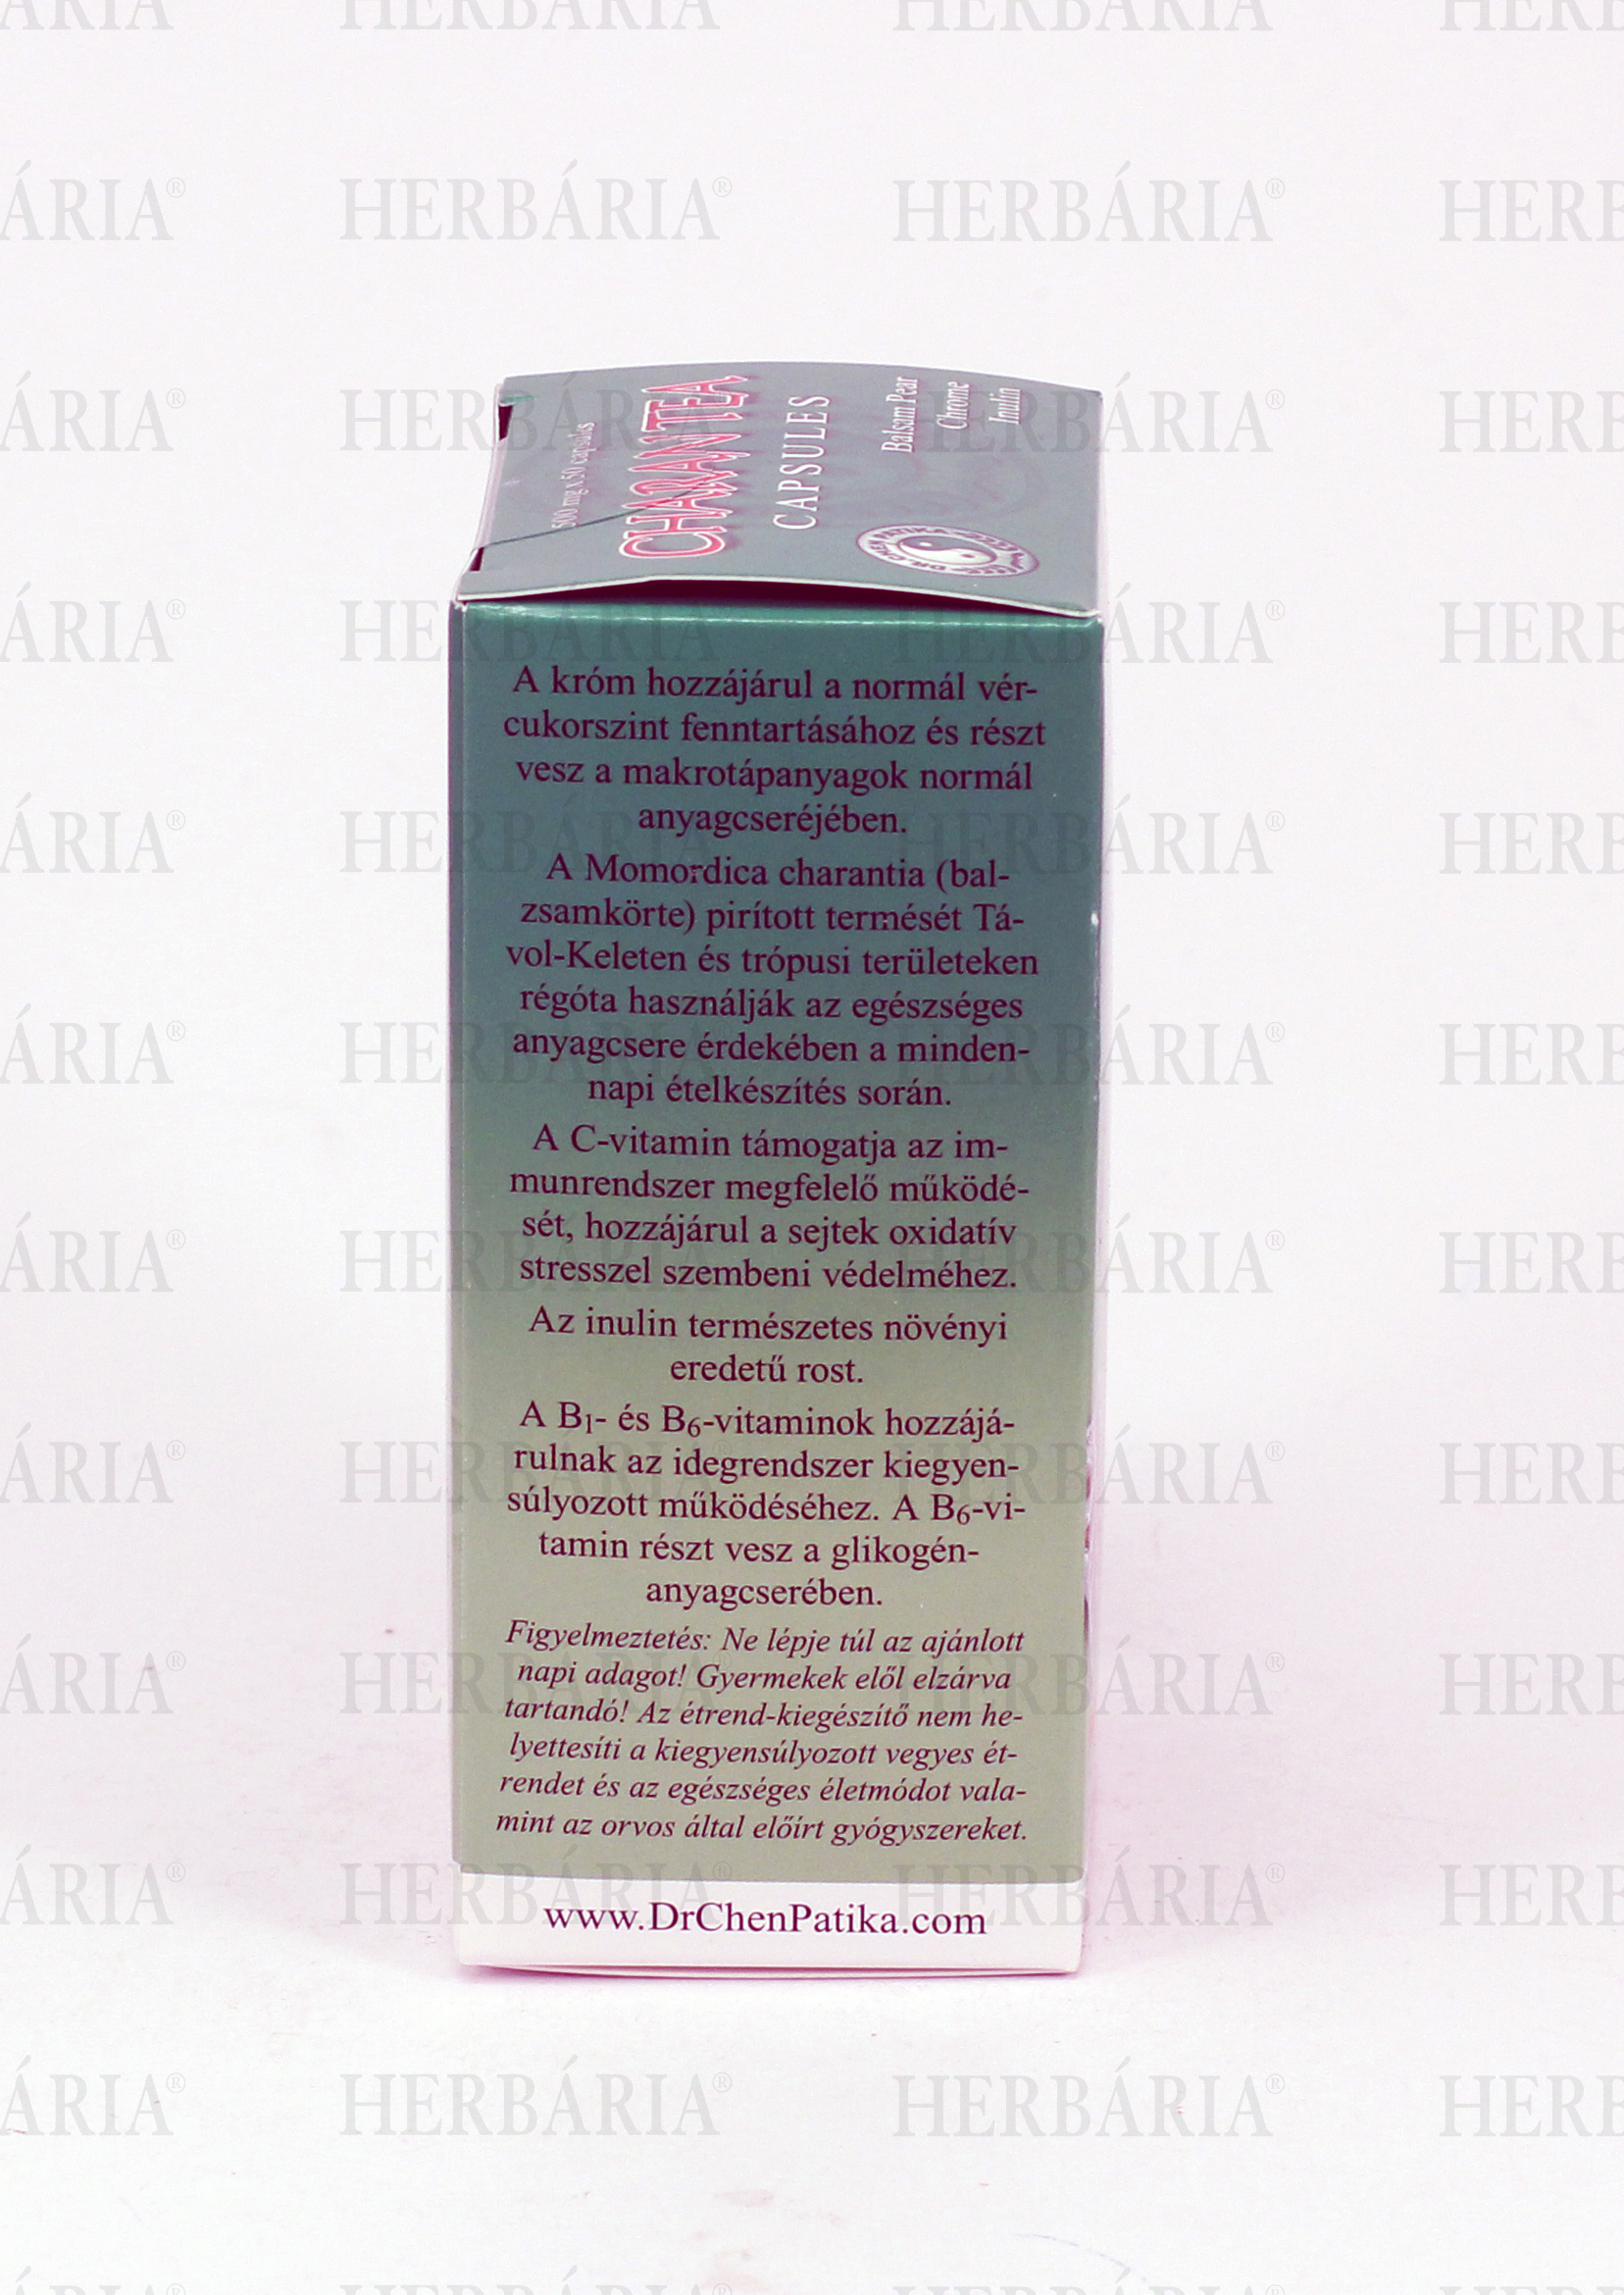 HERBÁRIA®
500 mg x 50 capsules
CHARANTEA
CAPSULES
Balsam Pear
Chrome
Inulin
DR. CHEN PATIKA
A króm hozzájárul a normál vér-
cukorszint fenntartásához és részt
vesz a makrotápanyagok normál
anyagcseréjében.
A Momordica charantia (bal-
zsamkörte) pirított termését Tá-
vol-Keleten és trópusi területeken
régóta használják az egészséges
anyagcsere érdekében a minden-
napi ételkészítés során.
A C-vitamin támogatja az im-
munrendszer megfelelő működé-
sét, hozzájárul a sejtek oxidatív
stresszel szembeni védelméhez.
Az inulin természetes növényi
eredetű rost.
A B1- és B6-vitaminok hozzájá-
rulnak az idegrendszer kiegyen-
súlyozott működéséhez. A B6-vi-
tamin részt vesz a glikogén-
anyagcserében.
Figyelmeztetés: Ne lépje túl az ajánlott
napi adagot! Gyermekek elől elzárva
tartandó! Az étrend-kiegészítő nem he-
lyettesíti a kiegyensúlyozott vegyes ét-
rendet és az egészséges életmódot vala-
mint az orvos által előírt gyógyszereket.
www.DrChenPatika.com